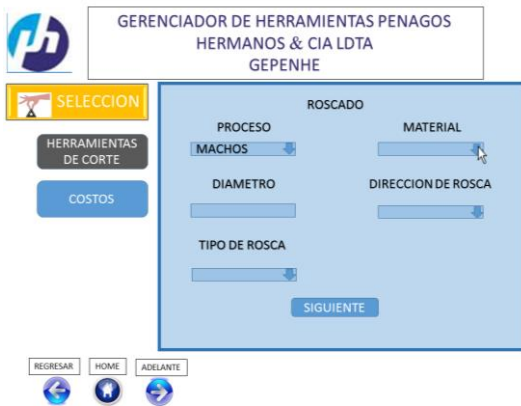 GERENCIADOR DE HERRAMIENTAS PENAGOS
HERMANOS & CIA LDTA
GEPENHE
SELECCION
HERRAMIENTAS
DE CORTE
COSTOS
ROSCADO
PROCESO
MATERIAL
MACHOS
DIAMETRO
DIRECCION DE ROSCA
TIPO DE ROSCA
SIGUIENTE
REGRESAR
HOME
ADELANTE